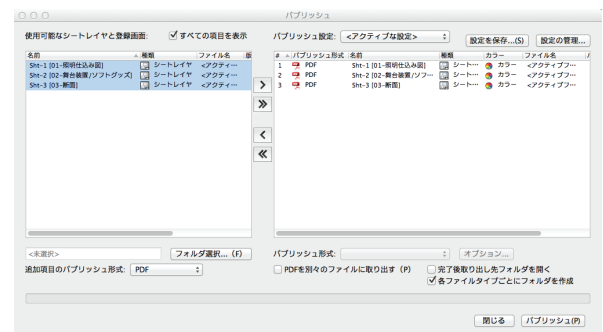 パブリッシュ
使用可能なシートレイヤと登録画面:
すべての項目を表示
パブリッシュ設定:
<アクティブな設定>
設定を保存...(S)
設定の管理...
名前 種類 ファイル名 版
Sht-1 [01-照明仕込み図] シートレイヤ <アクティ…
Sht-2 [02-舞台装置/ソフトグッズ] シートレイヤ <アクティ…
Sht-3 [03-断面] シートレイヤ <アクティ…
# パブリッシュ形式 名前 種類 カラー ファイル名
1 PDF Sht-1 [01-照明仕込み図] シート… カラー <アクティブフ…
2 PDF Sht-2 [02-舞台装置/ソフ… シート… カラー <アクティブフ…
3 PDF Sht-3 [03-断面] シート… カラー <アクティブフ…
<未選択>
フォルダ選択... (F)
追加項目のパブリッシュ形式: PDF
パブリッシュ形式:
オプション...
PDFを別々のファイルに取り出す (P)
完了後取り出し先フォルダを開く
各ファイルタイプごとにフォルダを作成
閉じる
パブリッシュ(P)